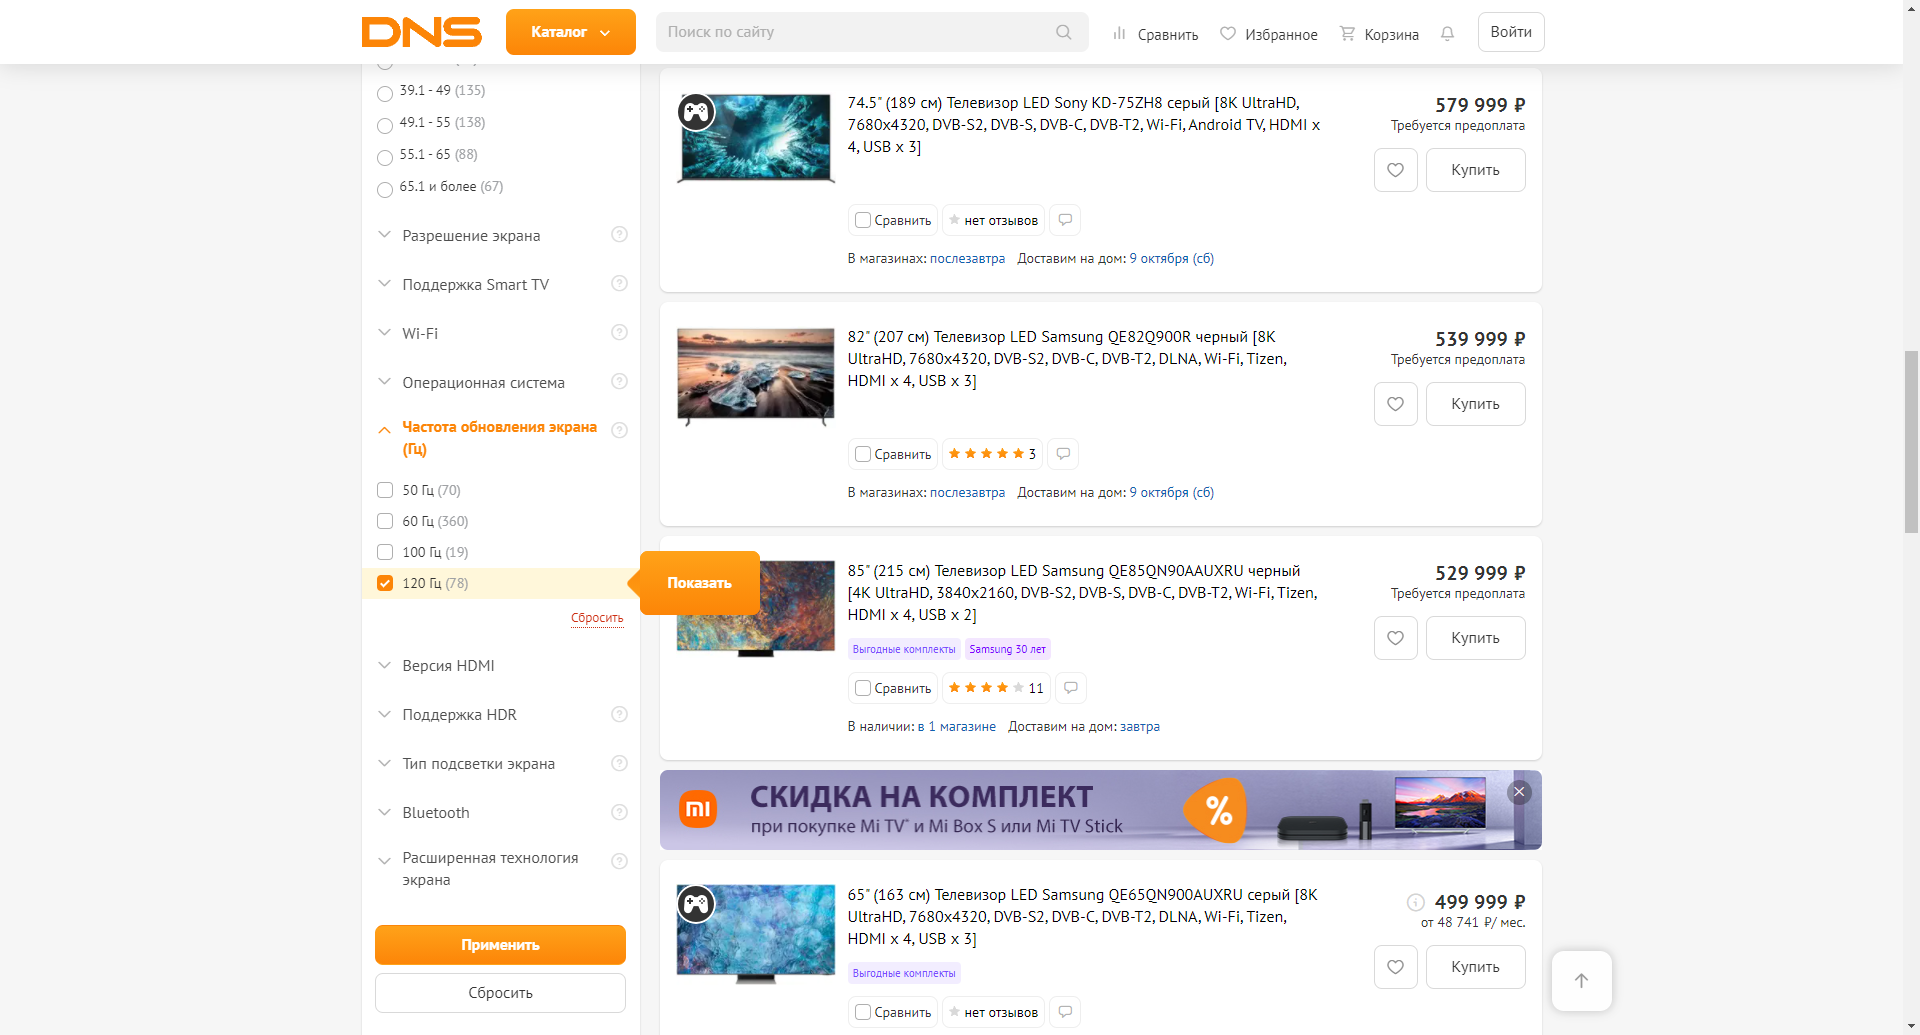 DNS
Каталог
Поиск по сайту
Сравнить
Избранное
Корзина
Войти
39.1 - 49 (135)
49.1 - 55 (138)
55.1 - 65 (88)
65.1 и более (67)
Разрешение экрана
Поддержка Smart TV
Wi-Fi
Операционная система
Частота обновления экрана
(Гц)
50 Гц (70)
60 Гц (360)
100 Гц (19)
120 Гц (78)
Показать
Сбросить
Версия HDMI
Поддержка HDR
Тип подсветки экрана
Bluetooth
Расширенная технология
экрана
Применить
Сбросить
74.5" (189 см) Телевизор LED Sony KD-75ZH8 серый [8K UltraHD,
7680x4320, DVB-S2, DVB-S, DVB-C, DVB-T2, Wi-Fi, Android TV, HDMI x
4, USB x 3]
579 999 ₽
Требуется предоплата
Купить
Сравнить
нет отзывов
В магазинах: послезавтра Доставим на дом: 9 октября (сб)
82" (207 см) Телевизор LED Samsung QE82Q900R черный [8K
UltraHD, 7680x4320, DVB-S2, DVB-C, DVB-T2, DLNA, Wi-Fi, Tizen,
HDMI x 4, USB x 3]
539 999 ₽
Требуется предоплата
Купить
Сравнить
3
В магазинах: послезавтра Доставим на дом: 9 октября (сб)
85" (215 см) Телевизор LED Samsung QE85QN90AAUXRU черный
[4K UltraHD, 3840x2160, DVB-S2, DVB-S, DVB-C, DVB-T2, Wi-Fi, Tizen,
HDMI x 4, USB x 2]
529 999 ₽
Требуется предоплата
Купить
Выгодные комплекты
Samsung 30 лет
Сравнить
11
В наличии: в 1 магазине Доставим на дом: завтра
mi
СКИДКА НА КОМПЛЕКТ
при покупке Mi TV* и Mi Box S или Mi TV Stick
%
65" (163 см) Телевизор LED Samsung QE65QN900AUXRU серый [8K
UltraHD, 7680x4320, DVB-S2, DVB-C, DVB-T2, DLNA, Wi-Fi, Tizen,
HDMI x 4, USB x 3]
499 999 ₽
от 48 741 ₽/ мес.
Купить
Выгодные комплекты
Сравнить
нет отзывов